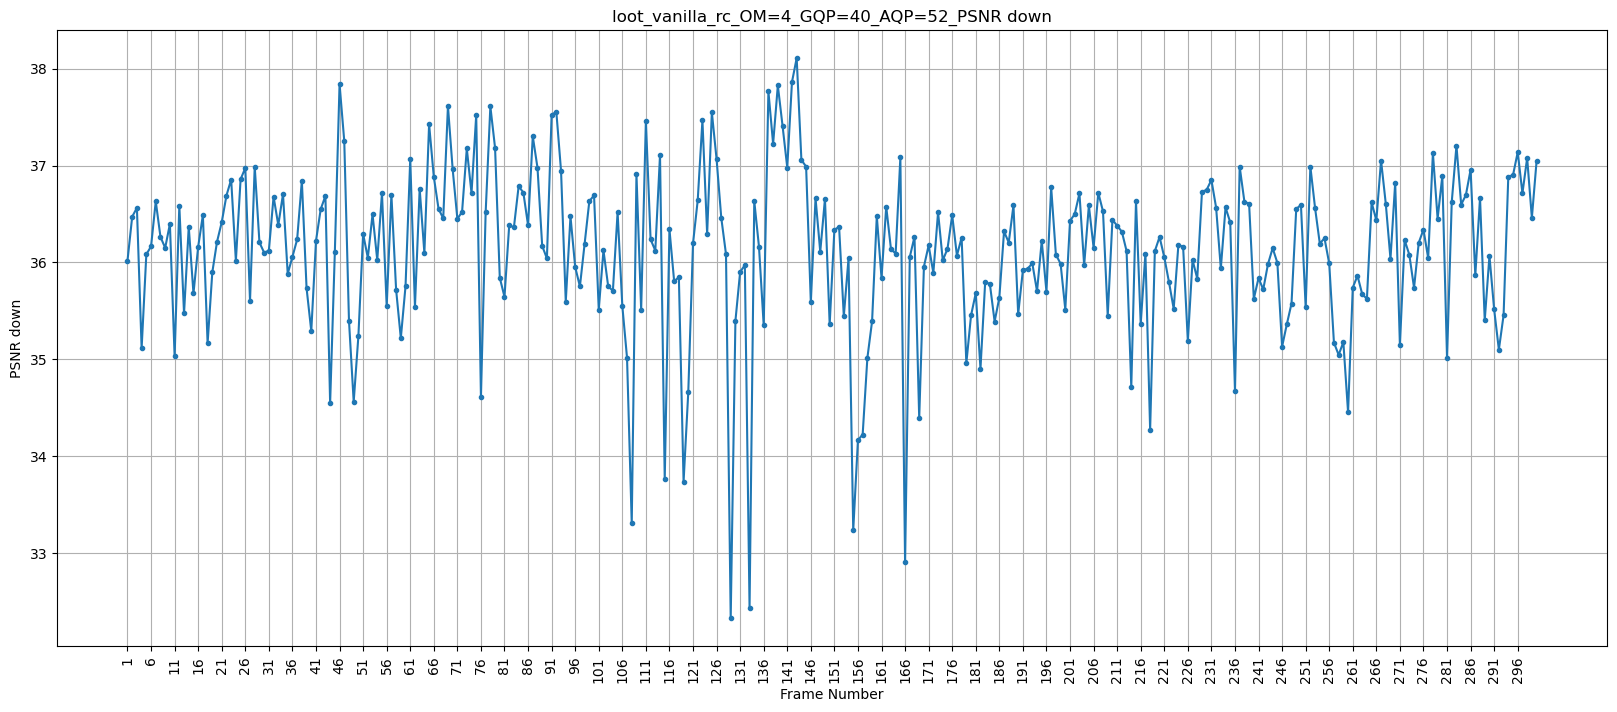 loot_vanilla_rc_OM=4_GQP=40_AQP=52_PSNR down
PSNR down
38
37
36
35
34
33
1 6 11 16 21 26 31 36 41 46 51 56 61 66 71 76 81 86 91 96 101 106 111 116 121 126 131 136 141 146 151 156 161 166 171 176 181 186 191 196 201 206 211 216 221 226 231 236 241 246 251 256 261 266 271 276 281 286 291 296
Frame Number